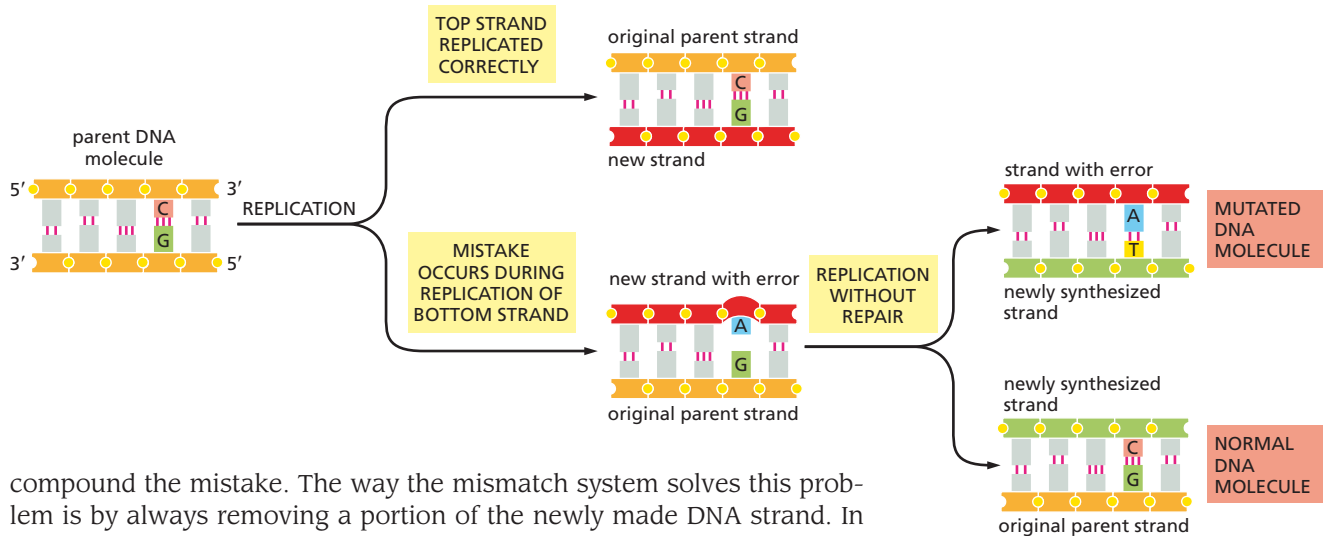 TOP STRAND
REPLICATED
CORRECTLY
original parent strand
C
G
new strand
parent DNA
molecule
5′ 3′
C
G
3′ 5′
REPLICATION
MISTAKE
OCCURS DURING
REPLICATION OF
BOTTOM STRAND
new strand with error
A
G
original parent strand
REPLICATION
WITHOUT
REPAIR
strand with error
A
T
newly synthesized
strand
MUTATED
DNA
MOLECULE
newly synthesized
strand
C
G
original parent strand
NORMAL
DNA
MOLECULE
compound the mistake. The way the mismatch system solves this prob-
lem is by always removing a portion of the newly made DNA strand. In